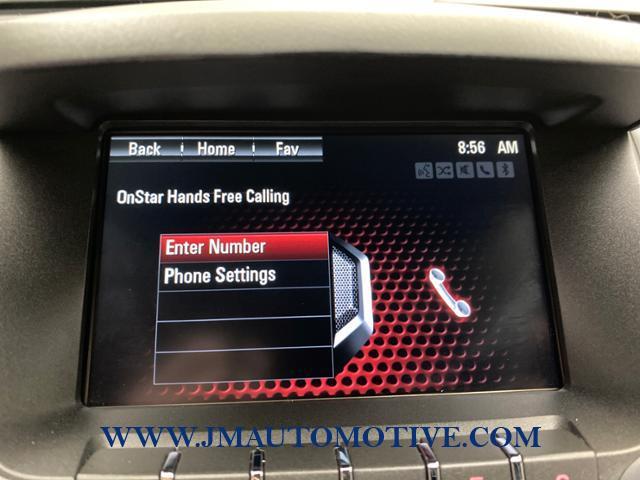 Back Home Fav
8:56 AM
OnStar Hands Free Calling
Enter Number
Phone Settings
WWW.JMAUTOMOTIVE.COM